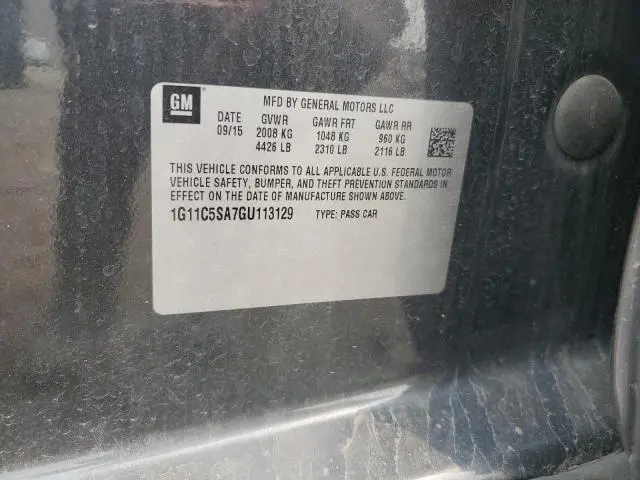 GM
MFD BY GENERAL MOTORS LLC
DATE GVWR GAWR FRT GAWR RR
09/15 2008 KG 1048 KG 960 KG
4426 LB 2310 LB 2116 LB
THIS VEHICLE CONFORMS TO ALL APPLICABLE U.S. FEDERAL MOTOR
VEHICLE SAFETY, BUMPER, AND THEFT PREVENTION STANDARDS IN
EFFECT ON THE DATE OF MANUFACTURE SHOWN ABOVE.
1G11C5SA7GU113129 TYPE: PASS CAR